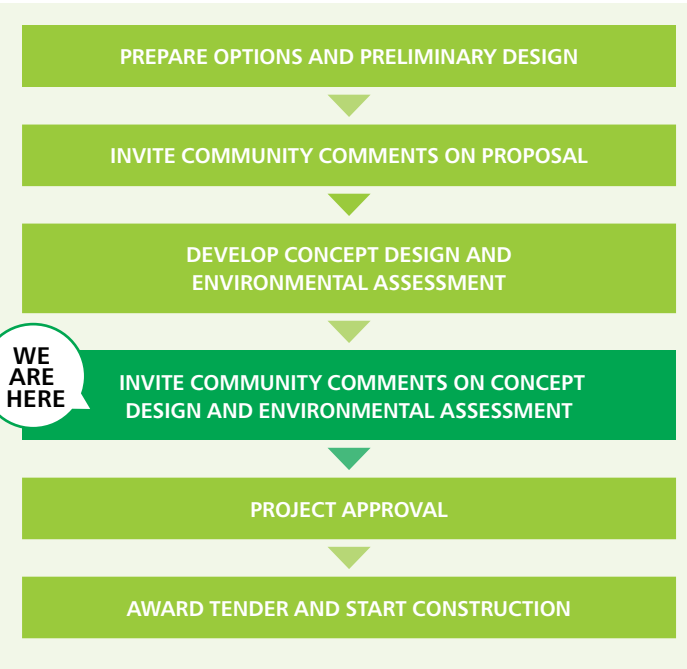 PREPARE OPTIONS AND PRELIMINARY DESIGN
INVITE COMMUNITY COMMENTS ON PROPOSAL
DEVELOP CONCEPT DESIGN AND
ENVIRONMENTAL ASSESSMENT
WE
ARE
HERE
INVITE COMMUNITY COMMENTS ON CONCEPT
DESIGN AND ENVIRONMENTAL ASSESSMENT
PROJECT APPROVAL
AWARD TENDER AND START CONSTRUCTION